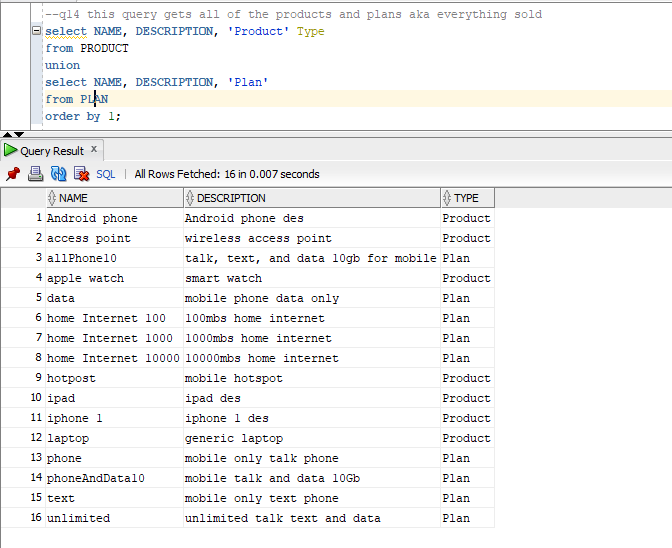 --q14 this query gets all of the products and plans aka everything sold
select NAME, DESCRIPTION, 'Product' Type
from PRODUCT
union
select NAME, DESCRIPTION, 'Plan'
from PLAN
order by 1;
Query Result x
SQL | All Rows Fetched: 16 in 0.007 seconds
NAME DESCRIPTION TYPE
1 Android phone Android phone des Product
2 access point wireless access point Product
3 allPhone10 talk, text, and data 10gb for mobile Plan
4 apple watch smart watch Product
5 data mobile phone data only Plan
6 home Internet 100 100mbs home internet Plan
7 home Internet 1000 1000mbs home internet Plan
8 home Internet 10000 10000mbs home internet Plan
9 hotpost mobile hotspot Product
10 ipad ipad des Product
11 iphone 1 iphone 1 des Product
12 laptop generic laptop Product
13 phone mobile only talk phone Plan
14 phoneAndData10 mobile talk and data 10Gb Plan
15 text mobile only text phone Plan
16 unlimited unlimited talk text and data Plan